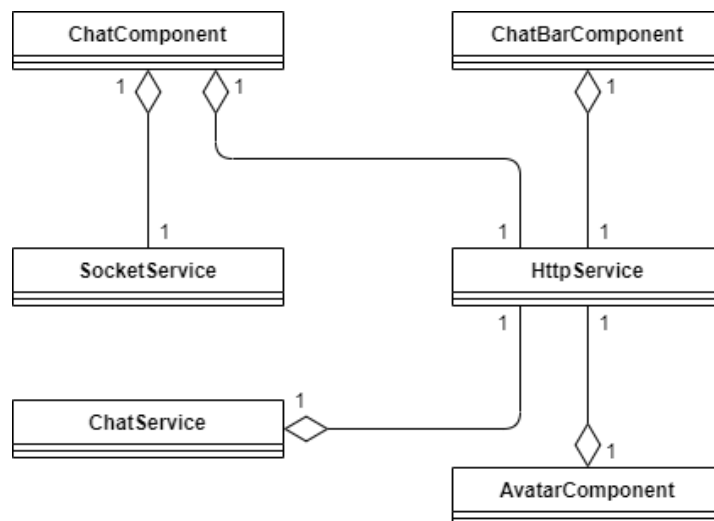 ChatComponent
ChatBarComponent
1
1
1
1
1
1
SocketService
HttpService
1
1
1
ChatService
1
AvatarComponent